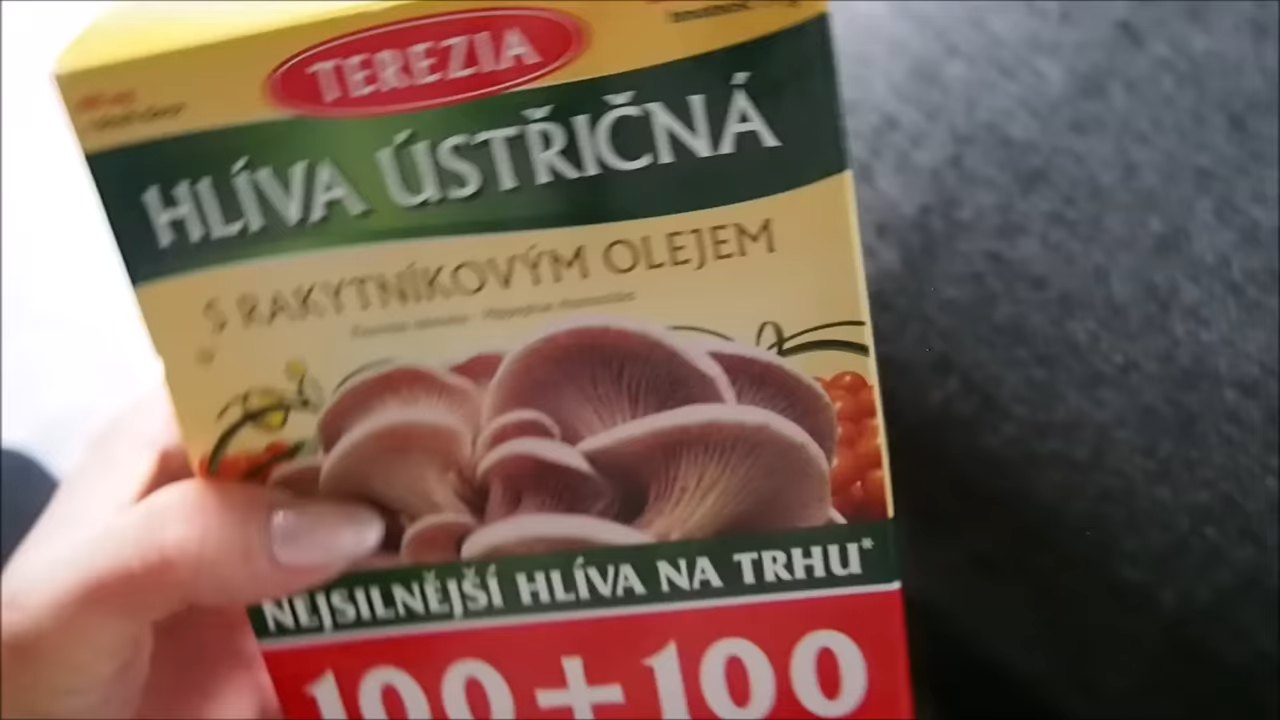 TEREZIA
HLÍVA ÚSTŘIČNÁ
S RAKYTNÍKOVÝM OLEJEM
NEJSILNĚJŠÍ HLÍVA NA TRHU*
100+100